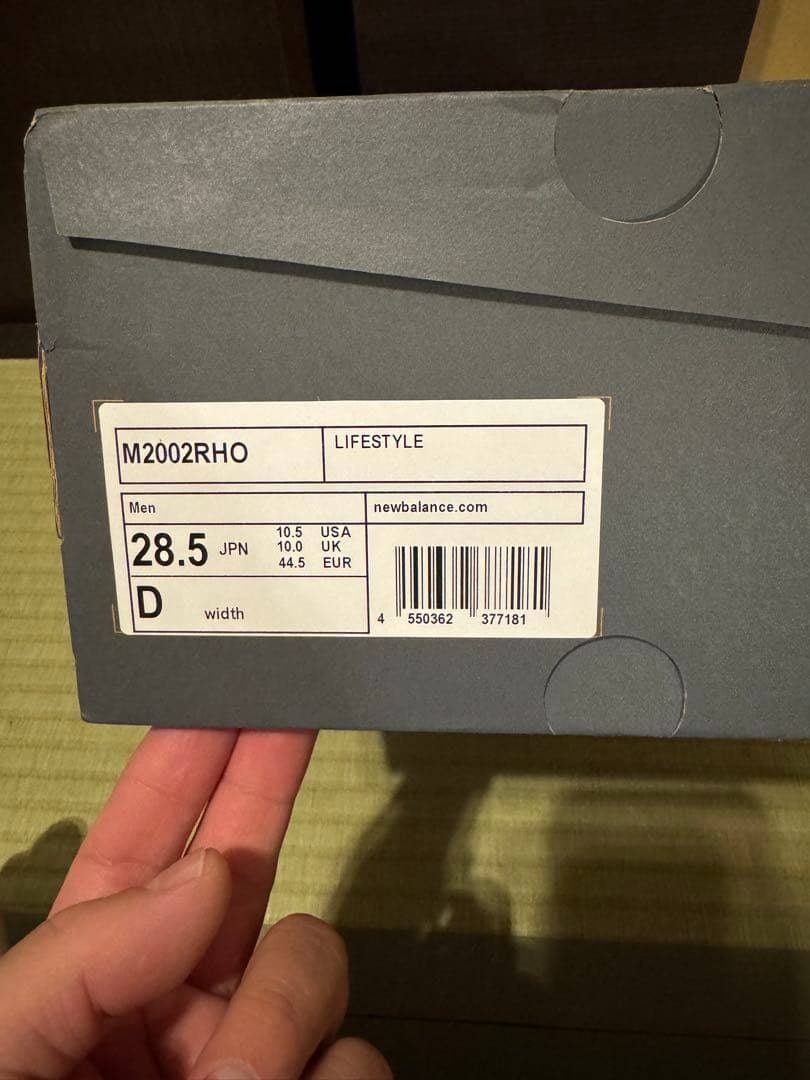 M2002RHO
LIFESTYLE
Men
newbalance.com
28.5 JPN
10.5 USA
10.0 UK
44.5 EUR
D width
4 550362 377181